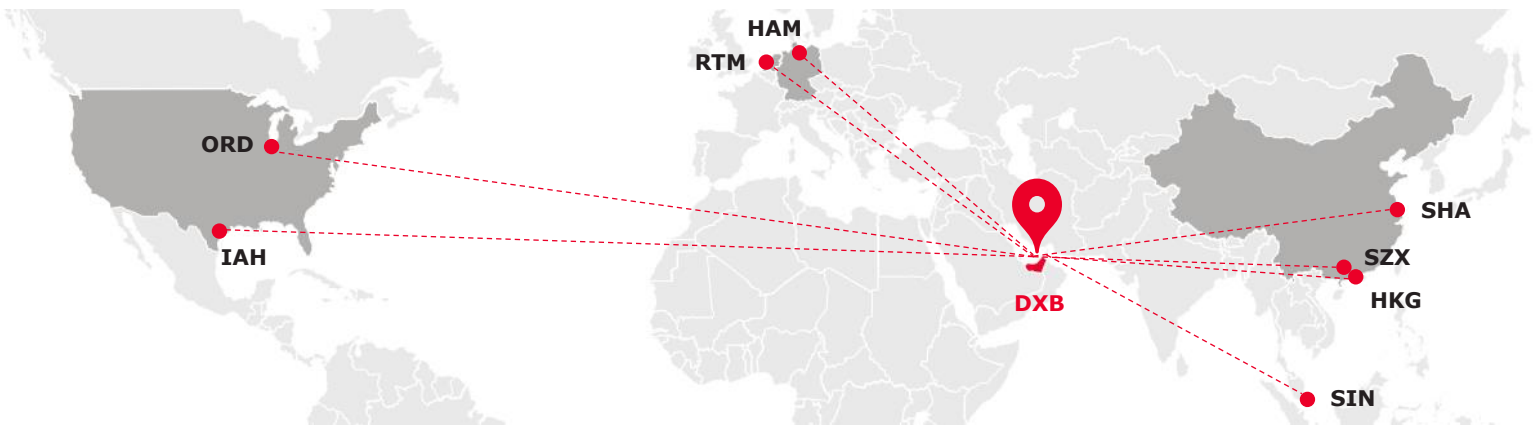 HAM
RTM
ORD
SHA
IAH
SZX
HKG
DXB
SIN